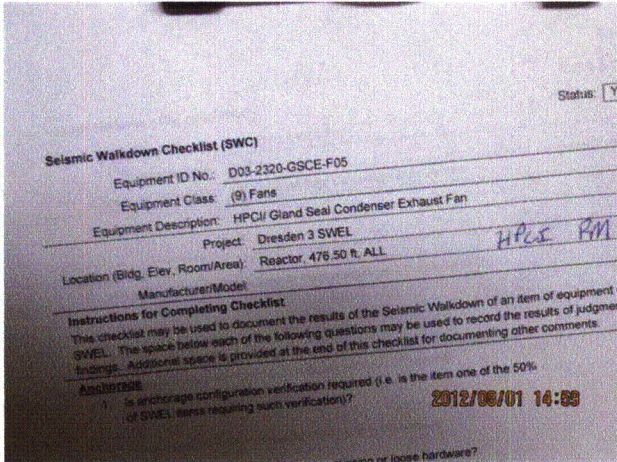 Status: Y
Seismic Walkdown Checklist (SWC)
Equipment ID No.: D03-2320-GSCE-F05
Equipment Class: (9) Fans
Equipment Description: HPCI/ Gland Seal Condenser Exhaust Fan
Project: Dresden 3 SWEL
Location (Bldg, Elev, Room/Area): Reactor, 476.50 ft, ALL HPCI RM
Manufacturer/Model:
Instructions for Completing Checklist
This checklist may be used to document the results of the Seismic Walkdown of an item of equipment
SWEL. The space below each of the following questions may be used to record the results of judgmen
findings. Additional space is provided at the end of this checklist for documenting other comments.
Anchorage
1. Is anchorage configuration verification required (i.e. is the item one of the 50%
of SWEL items requiring such verification)?
2012/09/01 14:59
or loose hardware?